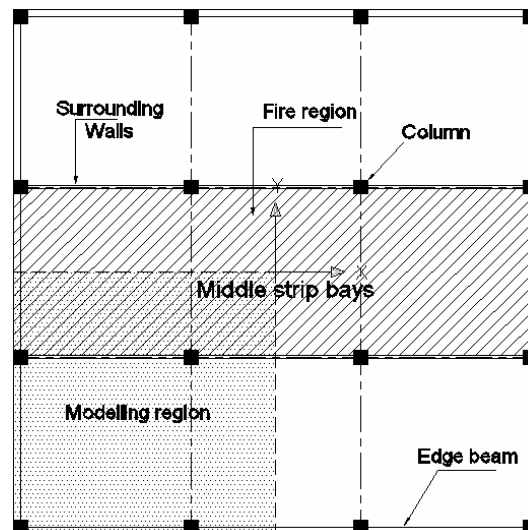 Surrounding
Walls
Fire region
Column
Y
X
Middle strip bays
Modelling region
Edge beam